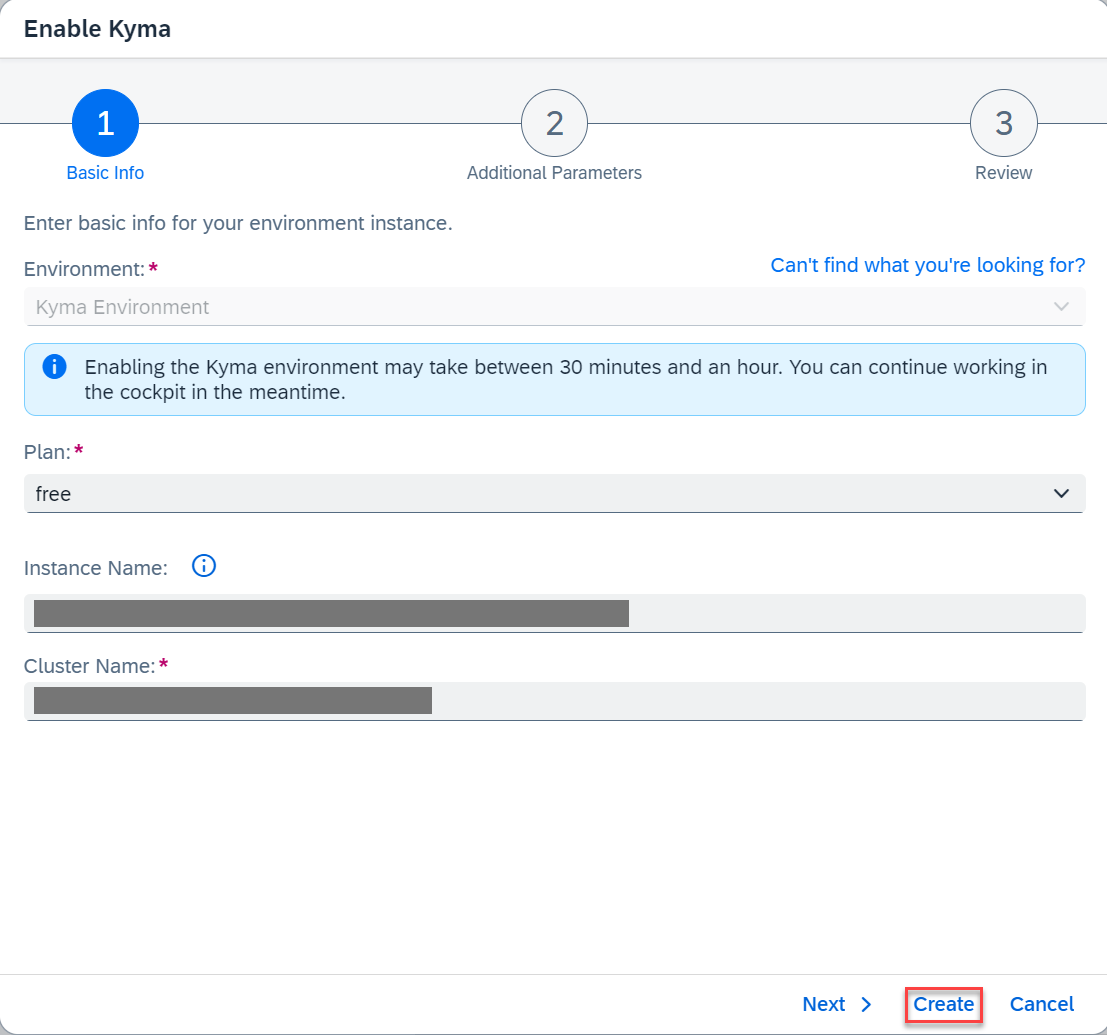 Enable Kyma
1 2 3
Basic Info Additional Parameters Review
Enter basic info for your environment instance.
Environment:* Can't find what you're looking for?
Kyma Environment
Enabling the Kyma environment may take between 30 minutes and an hour. You can continue working in
the cockpit in the meantime.
Plan:*
free
Instance Name:
Cluster Name:*
Next Create Cancel